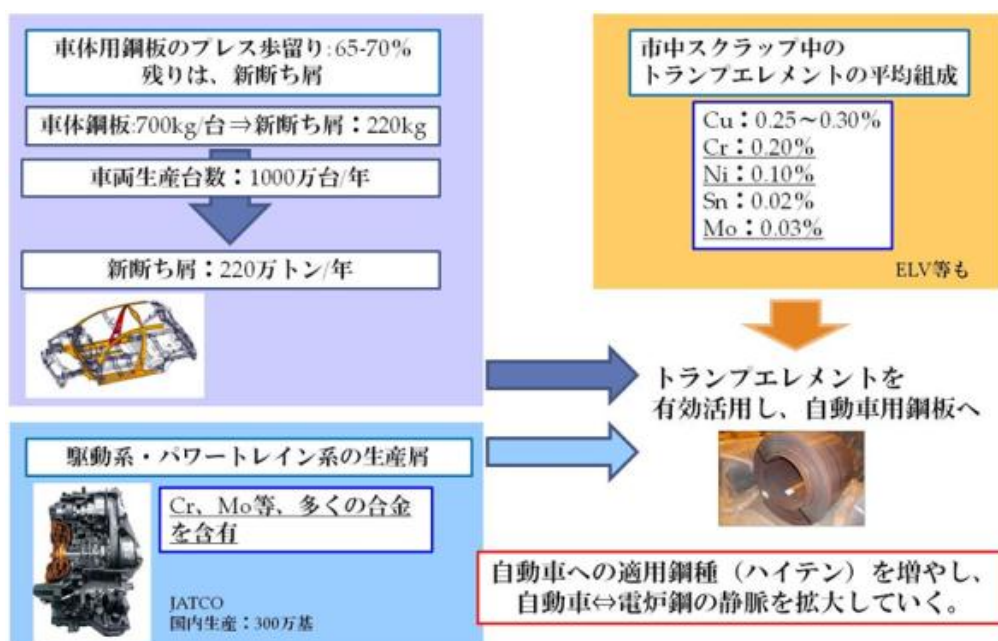 車体用鋼板のプレス歩留り:65-70%
残りは、新断ち屑
車体鋼板:700kg/台⇒新断ち屑：220kg
車両生産台数：1000万台/年
新断ち屑：220万トン/年
駆動系・パワートレイン系の生産屑
Cr、Mo等、多くの合金
を含有
JATCO
国内生産：300万基
市中スクラップ中の
トランプエレメントの平均組成
Cu：0.25～0.30%
Cr：0.20%
Ni：0.10%
Sn：0.02%
Mo：0.03%
ELV等も
トランプエレメントを
有効活用し、自動車用鋼板へ
自動車への適用鋼種（ハイテン）を増やし、
自動車⇔電炉鋼の静脈を拡大していく。